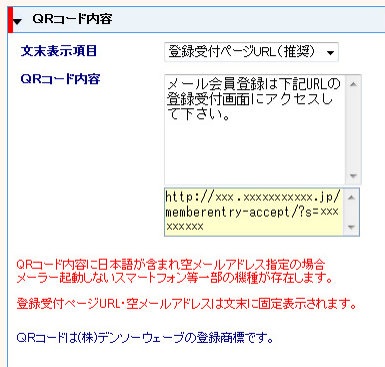 QRコード内容
文末表示項目
登録受付ページURL(推奨)
QRコード内容
メール会員登録は下記URLの
登録受付画面にアクセスし
て下さい。
http://xxx.xxxxxxxxxxx.jp/
memberentry-accept/?s=xxx
xxxxxxxx
QRコード内容に日本語が含まれ空メールアドレス指定の場合
メーラー起動しないスマートフォン等一部の機種が存在します。
登録受付ページURL・空メールアドレスは文末に固定表示されます。
QRコードは(株)デンソーウェーブの登録商標です。